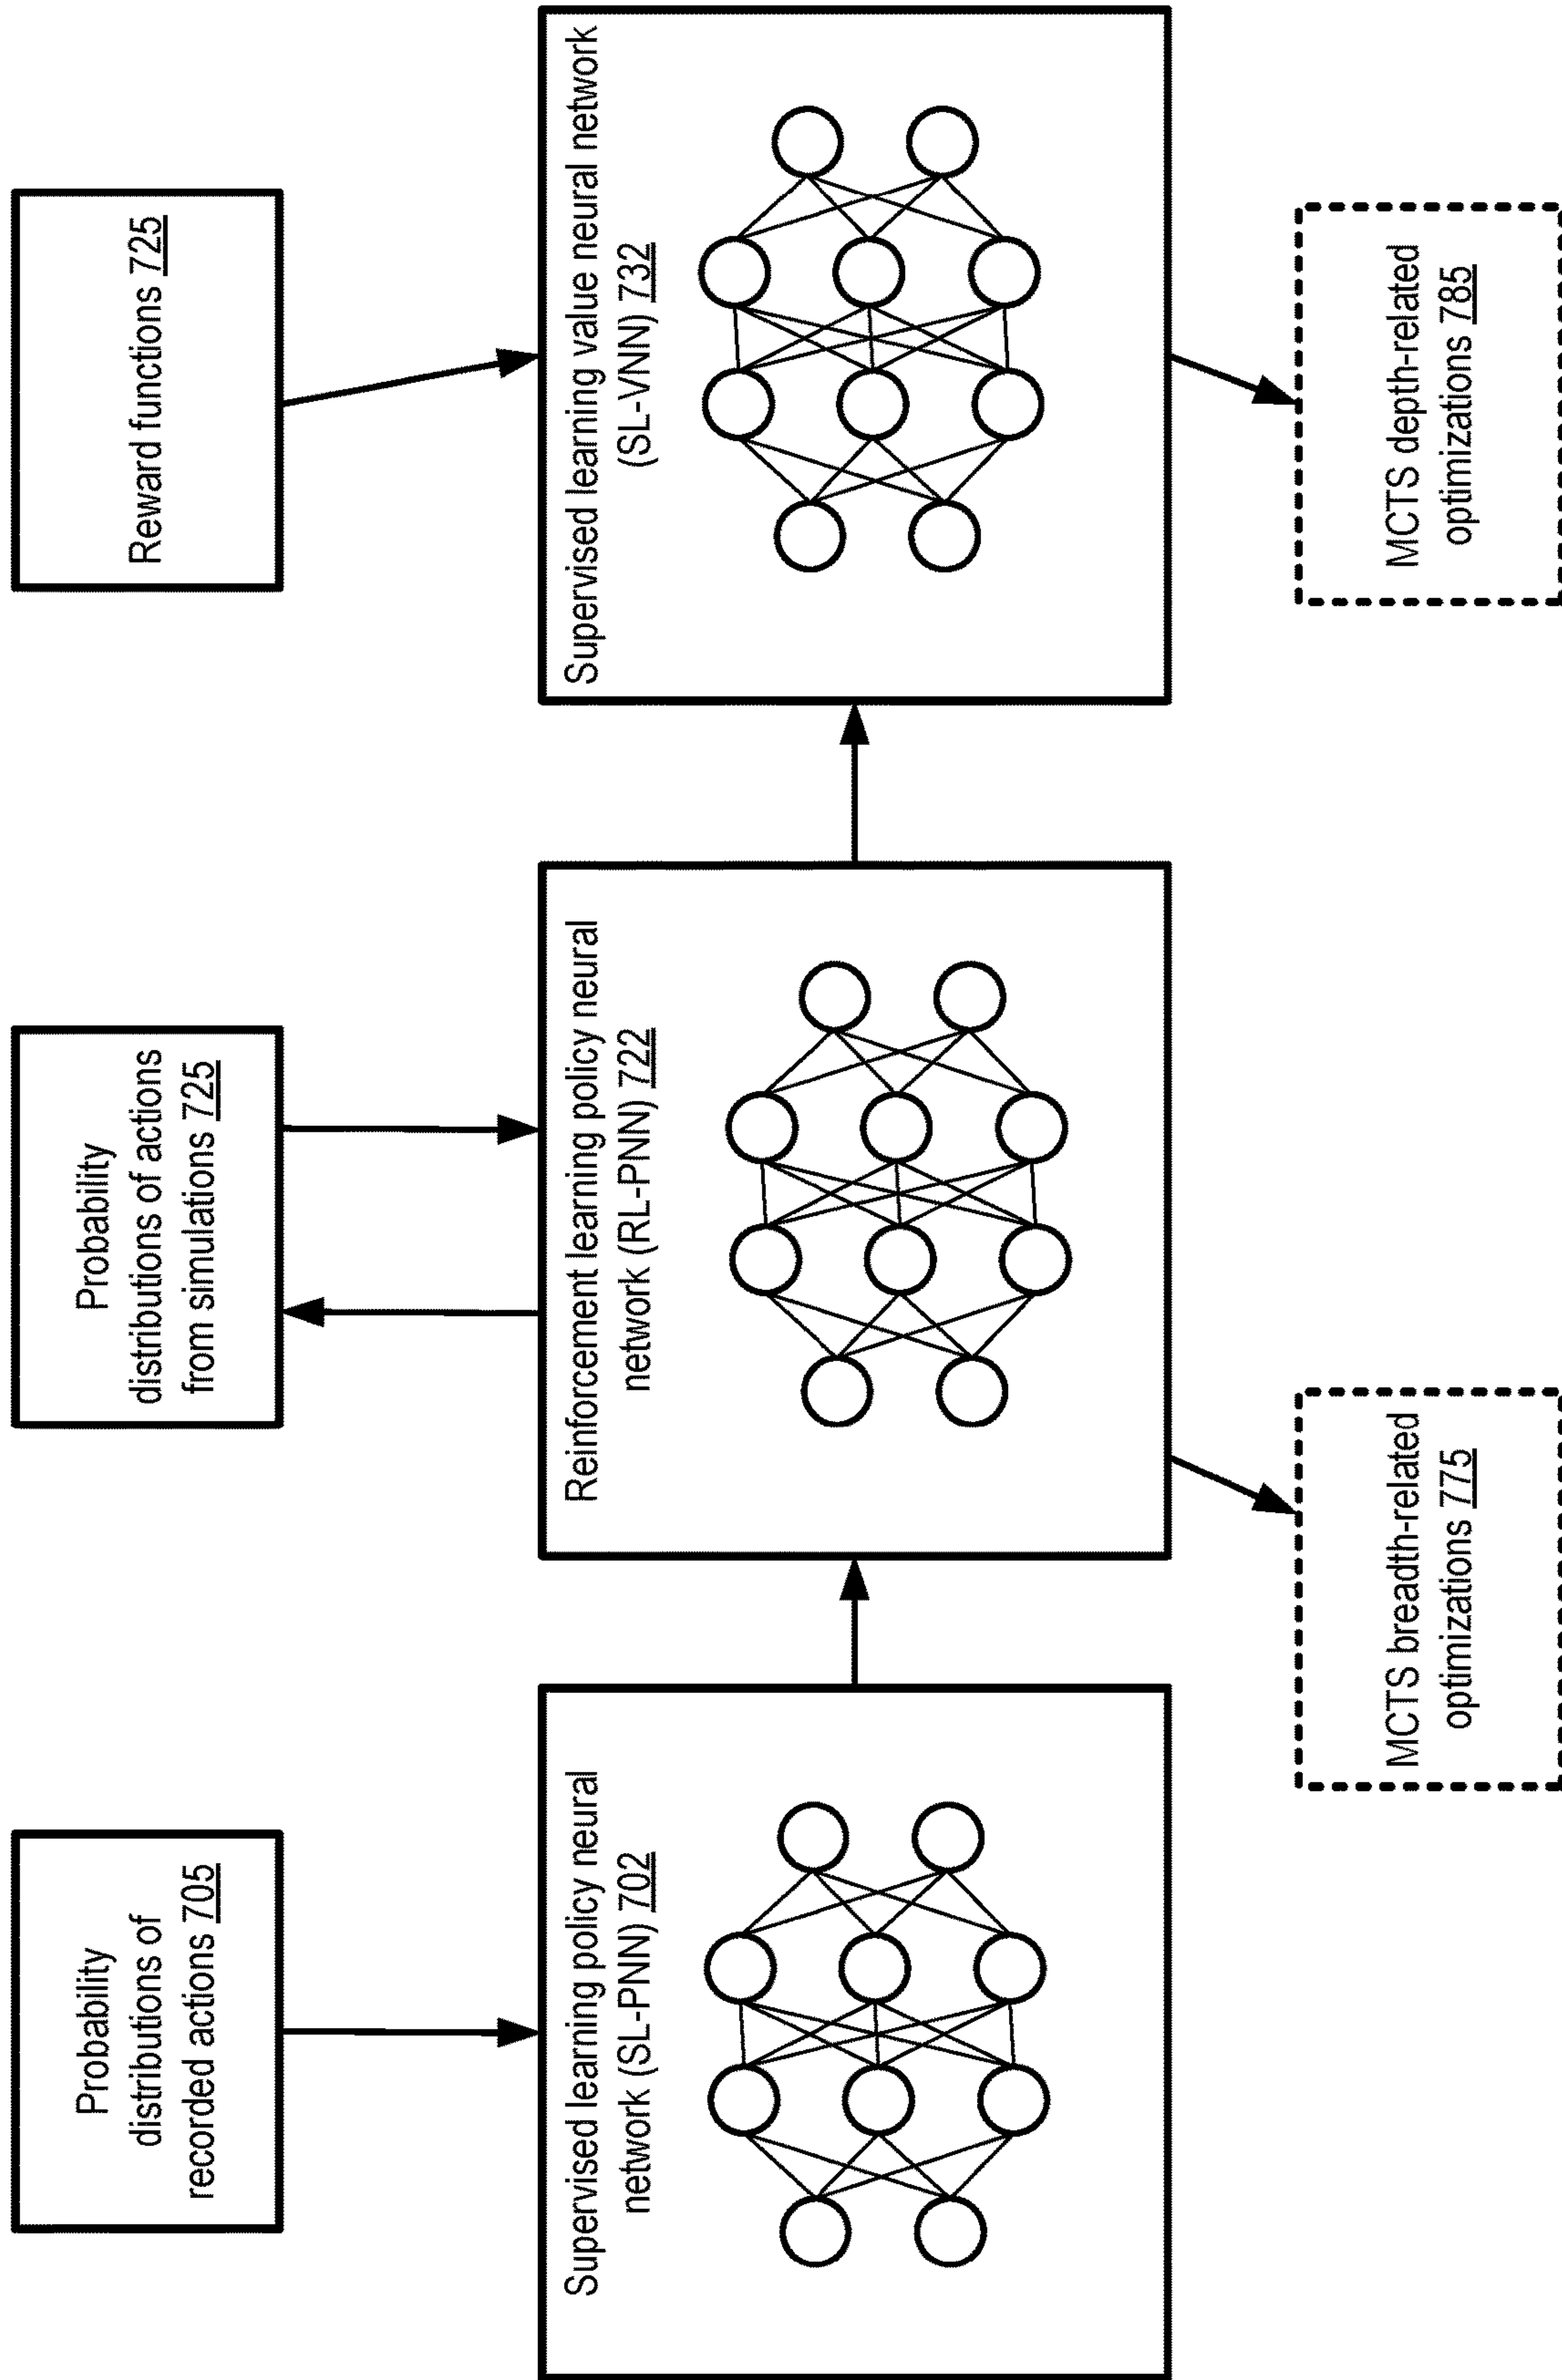 Probability
distributions of
recorded actions 705
Probability
distributions of actions
from simulations 725
Reward functions 725
Supervised learning policy neural
network (SL-PNN) 702
Reinforcement learning policy neural
network (RL-PNN) 722
Supervised learning value neural network
(SL-VNN) 732
MCTS breadth-related
optimizations 775
MCTS depth-related
optimizations 785